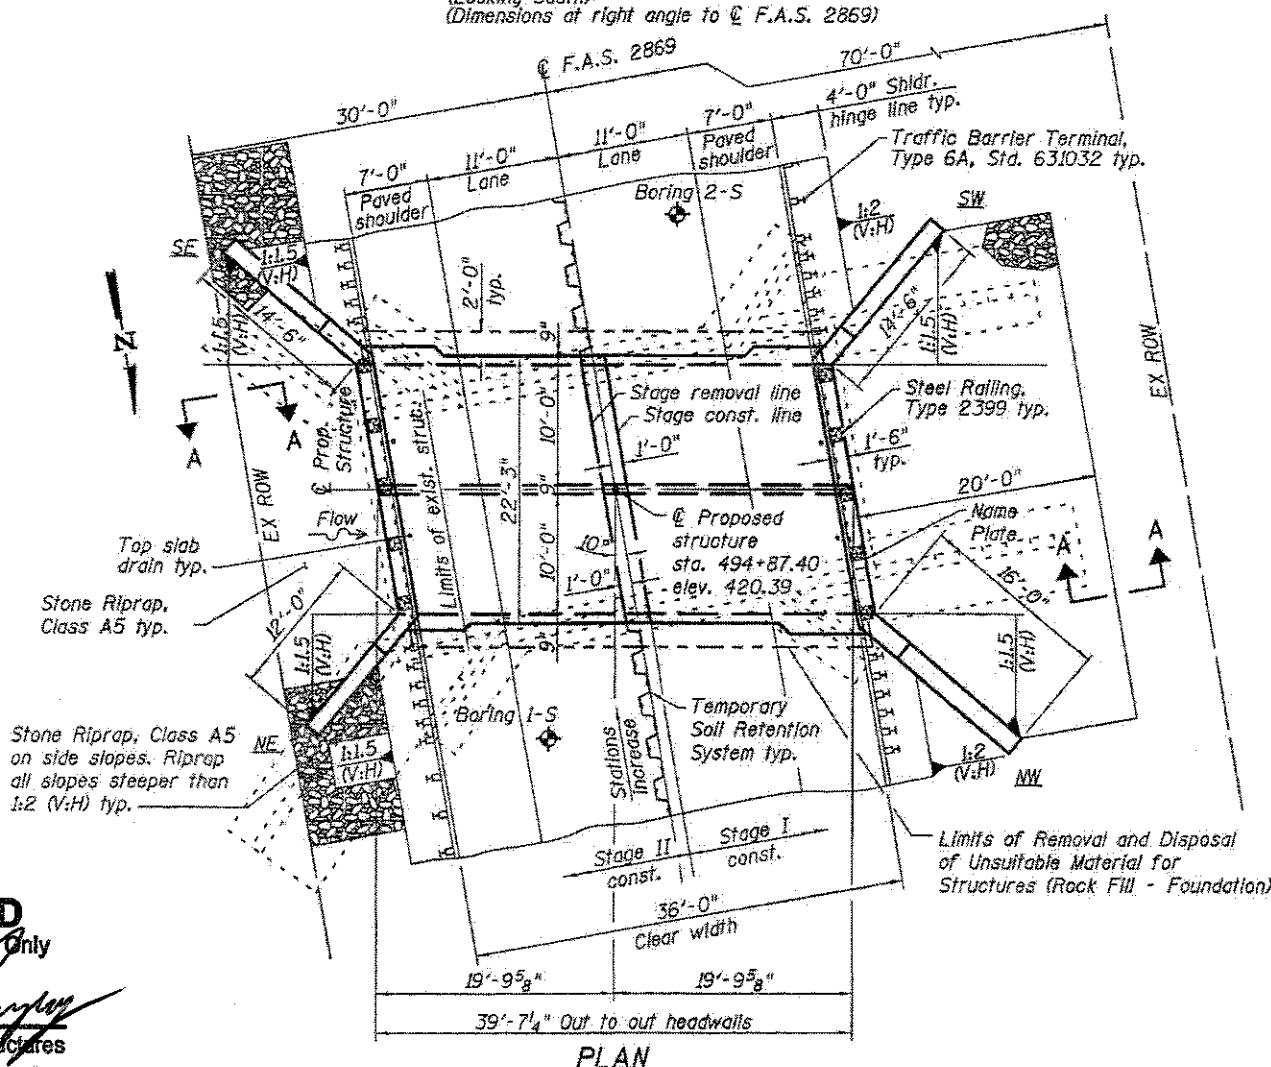 (Dimensions at right angle to ℄ F.A.S. 2869)
℄ F.A.S. 2869
70'-0"
30'-0"
4'-0" Shldr.
hinge line typ.
7'-0"
Paved
shoulder
11'-0"
Lane
11'-0"
Lane
7'-0"
Paved
shoulder
Traffic Barrier Terminal,
Type 6A, Std. 631032 typ.
Boring 2-S
SW
1:2
(V:H)
SE
1:1.5
(V:H)
14'-6"
1:1.5
(V:H)
2'-0"
typ.
9"
14'-6"
1:1.5
(V:H)
EX ROW
N
Stage removal line
Stage const. line
Steel Railing,
Type 2399 typ.
A
A
℄ Prop.
Structure
Limits of exist. struc.
10'-0"
22'-3"
1'-0"
1'-6"
typ.
9"
20'-0"
EX ROW
Flow
℄ Proposed
structure
sta. 494+87.40
elev. 420.39
Name
Plate
A
A
Top slab
drain typ.
10"
10'-0"
1'-0"
16'-0"
Stone Riprap,
Class A5 typ.
12'-0"
1:1.5
(V:H)
9"
1:1.5
(V:H)
Boring 1-S
Temporary
Soil Retention
System typ.
Stone Riprap, Class A5
on side slopes. Riprap
all slopes steeper than
1:2 (V:H) typ.
NE
1:1.5
(V:H)
Stations
Increase
1:2
(V:H)
NW
Stage II
const.
Stage I
const.
Limits of Removal and Disposal
of Unsuitable Material for
Structures (Rock Fill - Foundation)
36'-0"
Clear width
D
Only
19'-9 5/8"
19'-9 5/8"
39'-7 1/4" Out to out headwalls
PLAN